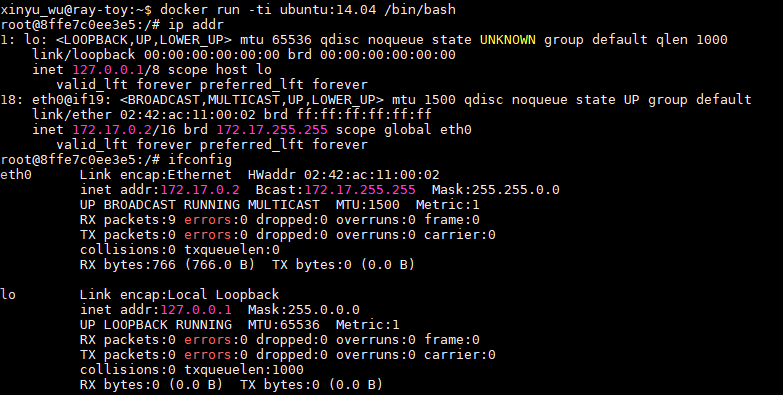 xinyu_wu@ray-toy:~$ docker run -ti ubuntu:14.04 /bin/bash
root@8ffe7c0ee3e5:/# ip addr
1: lo: <LOOPBACK,UP,LOWER_UP> mtu 65536 qdisc noqueue state UNKNOWN group default qlen 1000
    link/loopback 00:00:00:00:00:00 brd 00:00:00:00:00:00
    inet 127.0.0.1/8 scope host lo
       valid_lft forever preferred_lft forever
18: eth0@if19: <BROADCAST,MULTICAST,UP,LOWER_UP> mtu 1500 qdisc noqueue state UP group default
    link/ether 02:42:ac:11:00:02 brd ff:ff:ff:ff:ff:ff
    inet 172.17.0.2/16 brd 172.17.255.255 scope global eth0
       valid_lft forever preferred_lft forever
root@8ffe7c0ee3e5:/# ifconfig
eth0      Link encap:Ethernet  HWaddr 02:42:ac:11:00:02
          inet addr:172.17.0.2  Bcast:172.17.255.255  Mask:255.255.0.0
          UP BROADCAST RUNNING MULTICAST  MTU:1500  Metric:1
          RX packets:9 errors:0 dropped:0 overruns:0 frame:0
          TX packets:0 errors:0 dropped:0 overruns:0 carrier:0
          collisions:0 txqueuelen:0
          RX bytes:766 (766.0 B)  TX bytes:0 (0.0 B)

lo        Link encap:Local Loopback
          inet addr:127.0.0.1  Mask:255.0.0.0
          UP LOOPBACK RUNNING  MTU:65536  Metric:1
          RX packets:0 errors:0 dropped:0 overruns:0 frame:0
          TX packets:0 errors:0 dropped:0 overruns:0 carrier:0
          collisions:0 txqueuelen:1000
          RX bytes:0 (0.0 B)  TX bytes:0 (0.0 B)